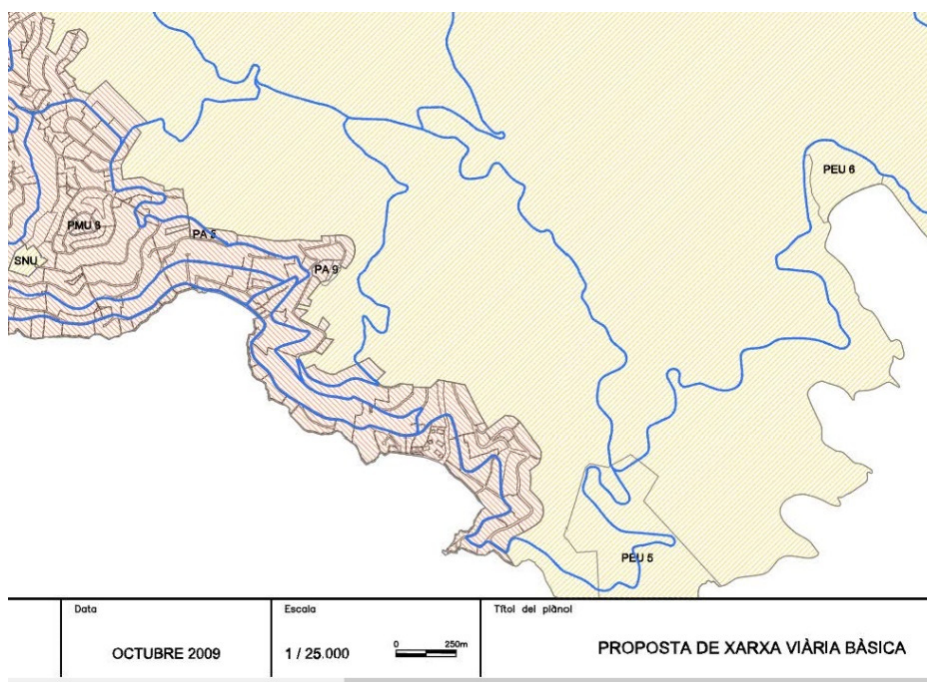 PEU 6
PMU 8
PA 5
SNU
PA 9
PEU 5
Data
OCTUBRE 2009
Escala
1 / 25.000
0 250m
Títol del plànol
PROPOSTA DE XARXA VIÀRIA BÀSICA